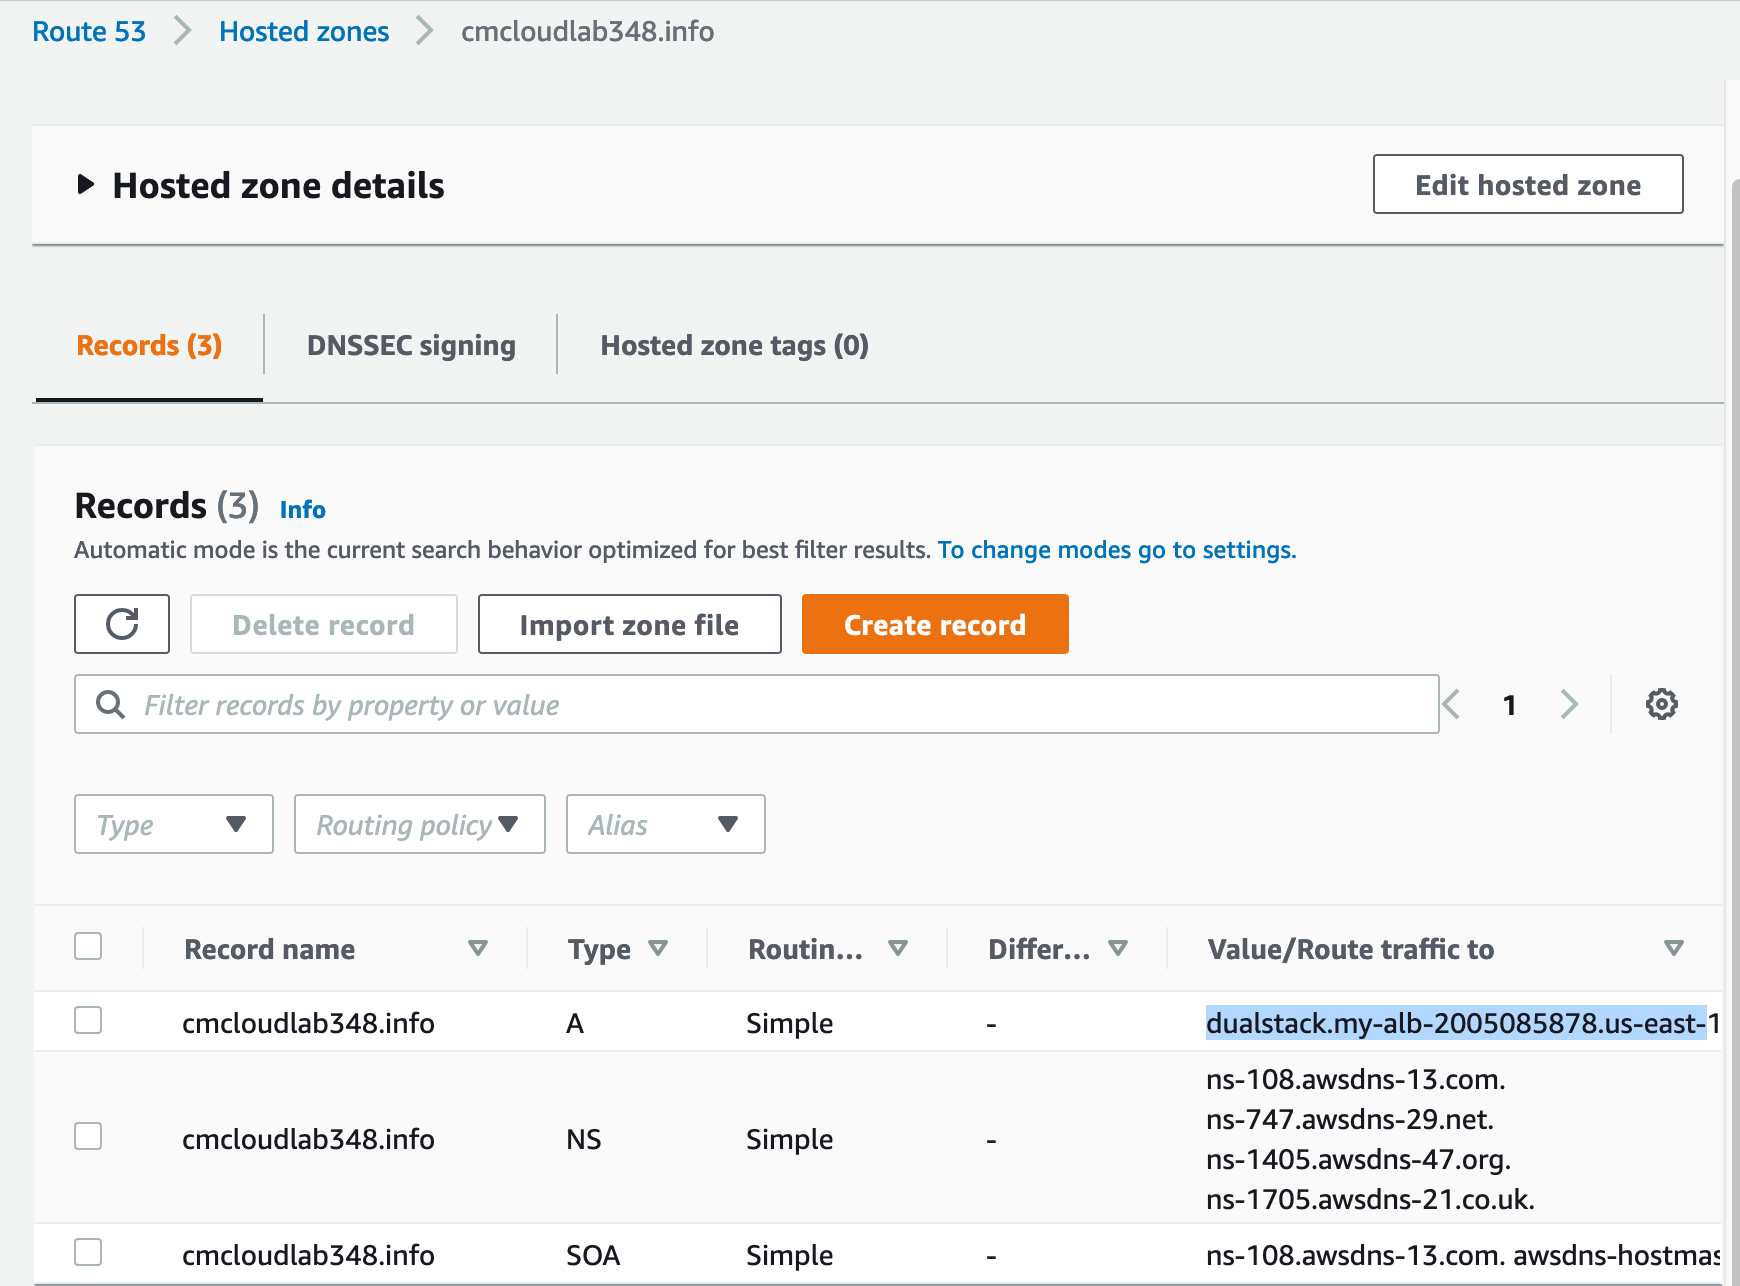 Route 53 > Hosted zones > cmcloudlab348.info
Hosted zone details
Edit hosted zone
Records (3)
DNSSEC signing
Hosted zone tags (0)
Records (3) Info
Automatic mode is the current search behavior optimized for best filter results. To change modes go to settings.
Delete record
Import zone file
Create record
Filter records by property or value
1
Type
Routing policy
Alias
Record name Type Routin... Differ... Value/Route traffic to
cmcloudlab348.info A Simple - dualstack.my-alb-2005085878.us-east-1
ns-108.awsdns-13.com.
ns-747.awsdns-29.net.
cmcloudlab348.info NS Simple -
ns-1405.awsdns-47.org.
ns-1705.awsdns-21.co.uk.
cmcloudlab348.info SOA Simple - ns-108.awsdns-13.com. awsdns-hostmas